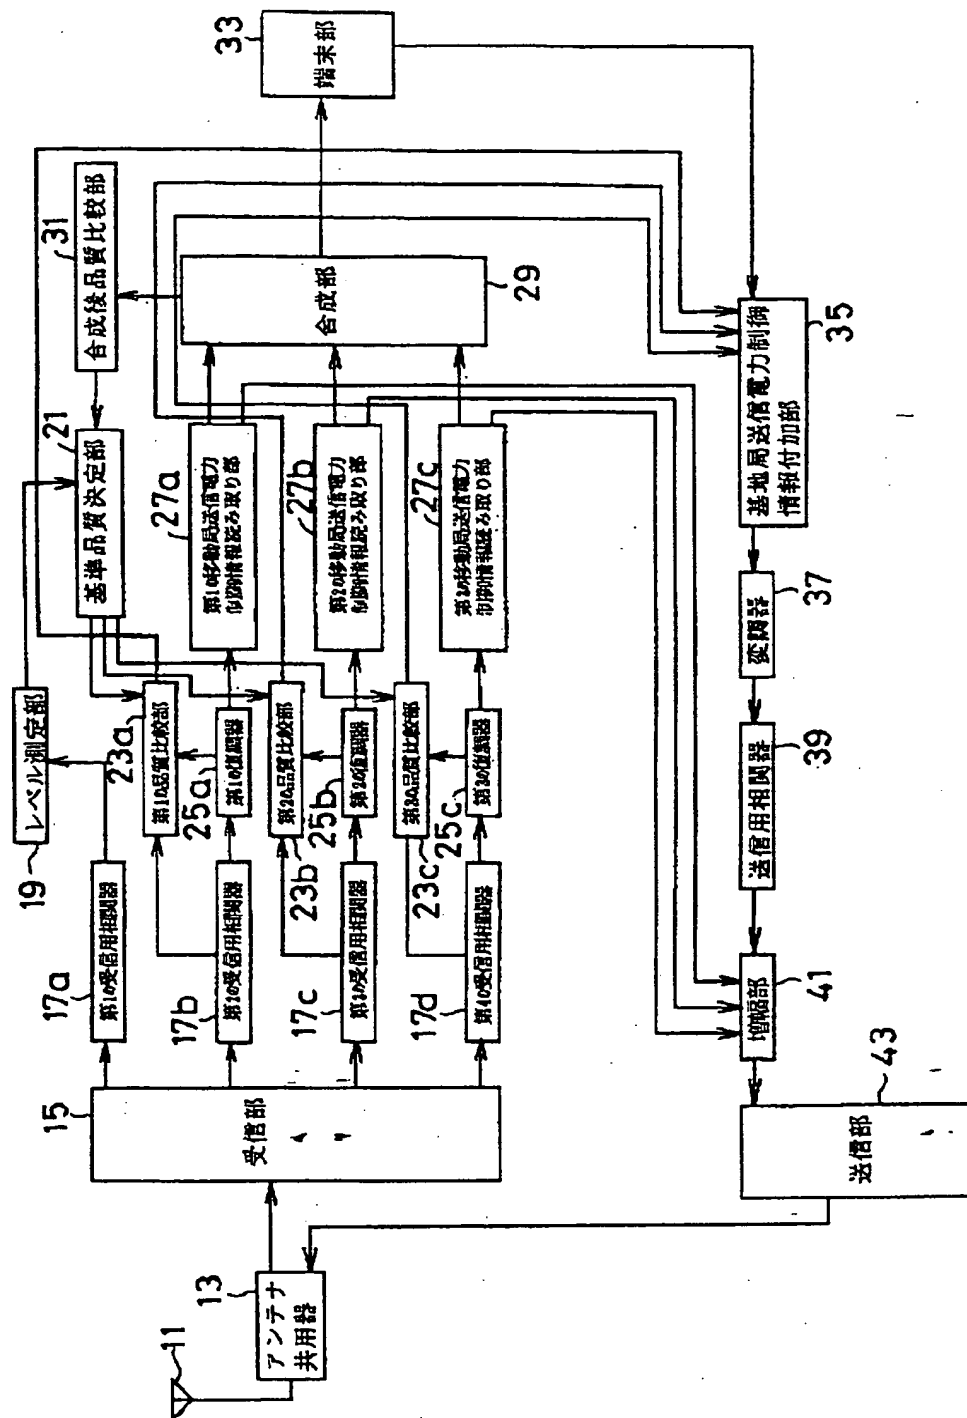 11
13
アンテナ
共用器
15
受信部
17a
第1の受信用相関器
17b
第2の受信用相関器
17c
第3の受信用相関器
17d
第4の受信用相関器
19
レベル測定部
21
基準品質決定部
23a
第1の品質比較部
23b
第2の品質比較部
23c
第3の品質比較部
25a
第1の復調器
25b
第2の復調器
25c
第3の復調器
27a
第1の移動局送信電力
制御情報読み取り部
27b
第2の移動局送信電力
制御情報読み取り部
27c
第3の移動局送信電力
制御情報読み取り部
29
合成部
31
合成後品質比較部
33
端末部
35
基地局送信電力制御
情報付加部
37
変調器
39
送信用相関器
41
増幅部
43
送信部